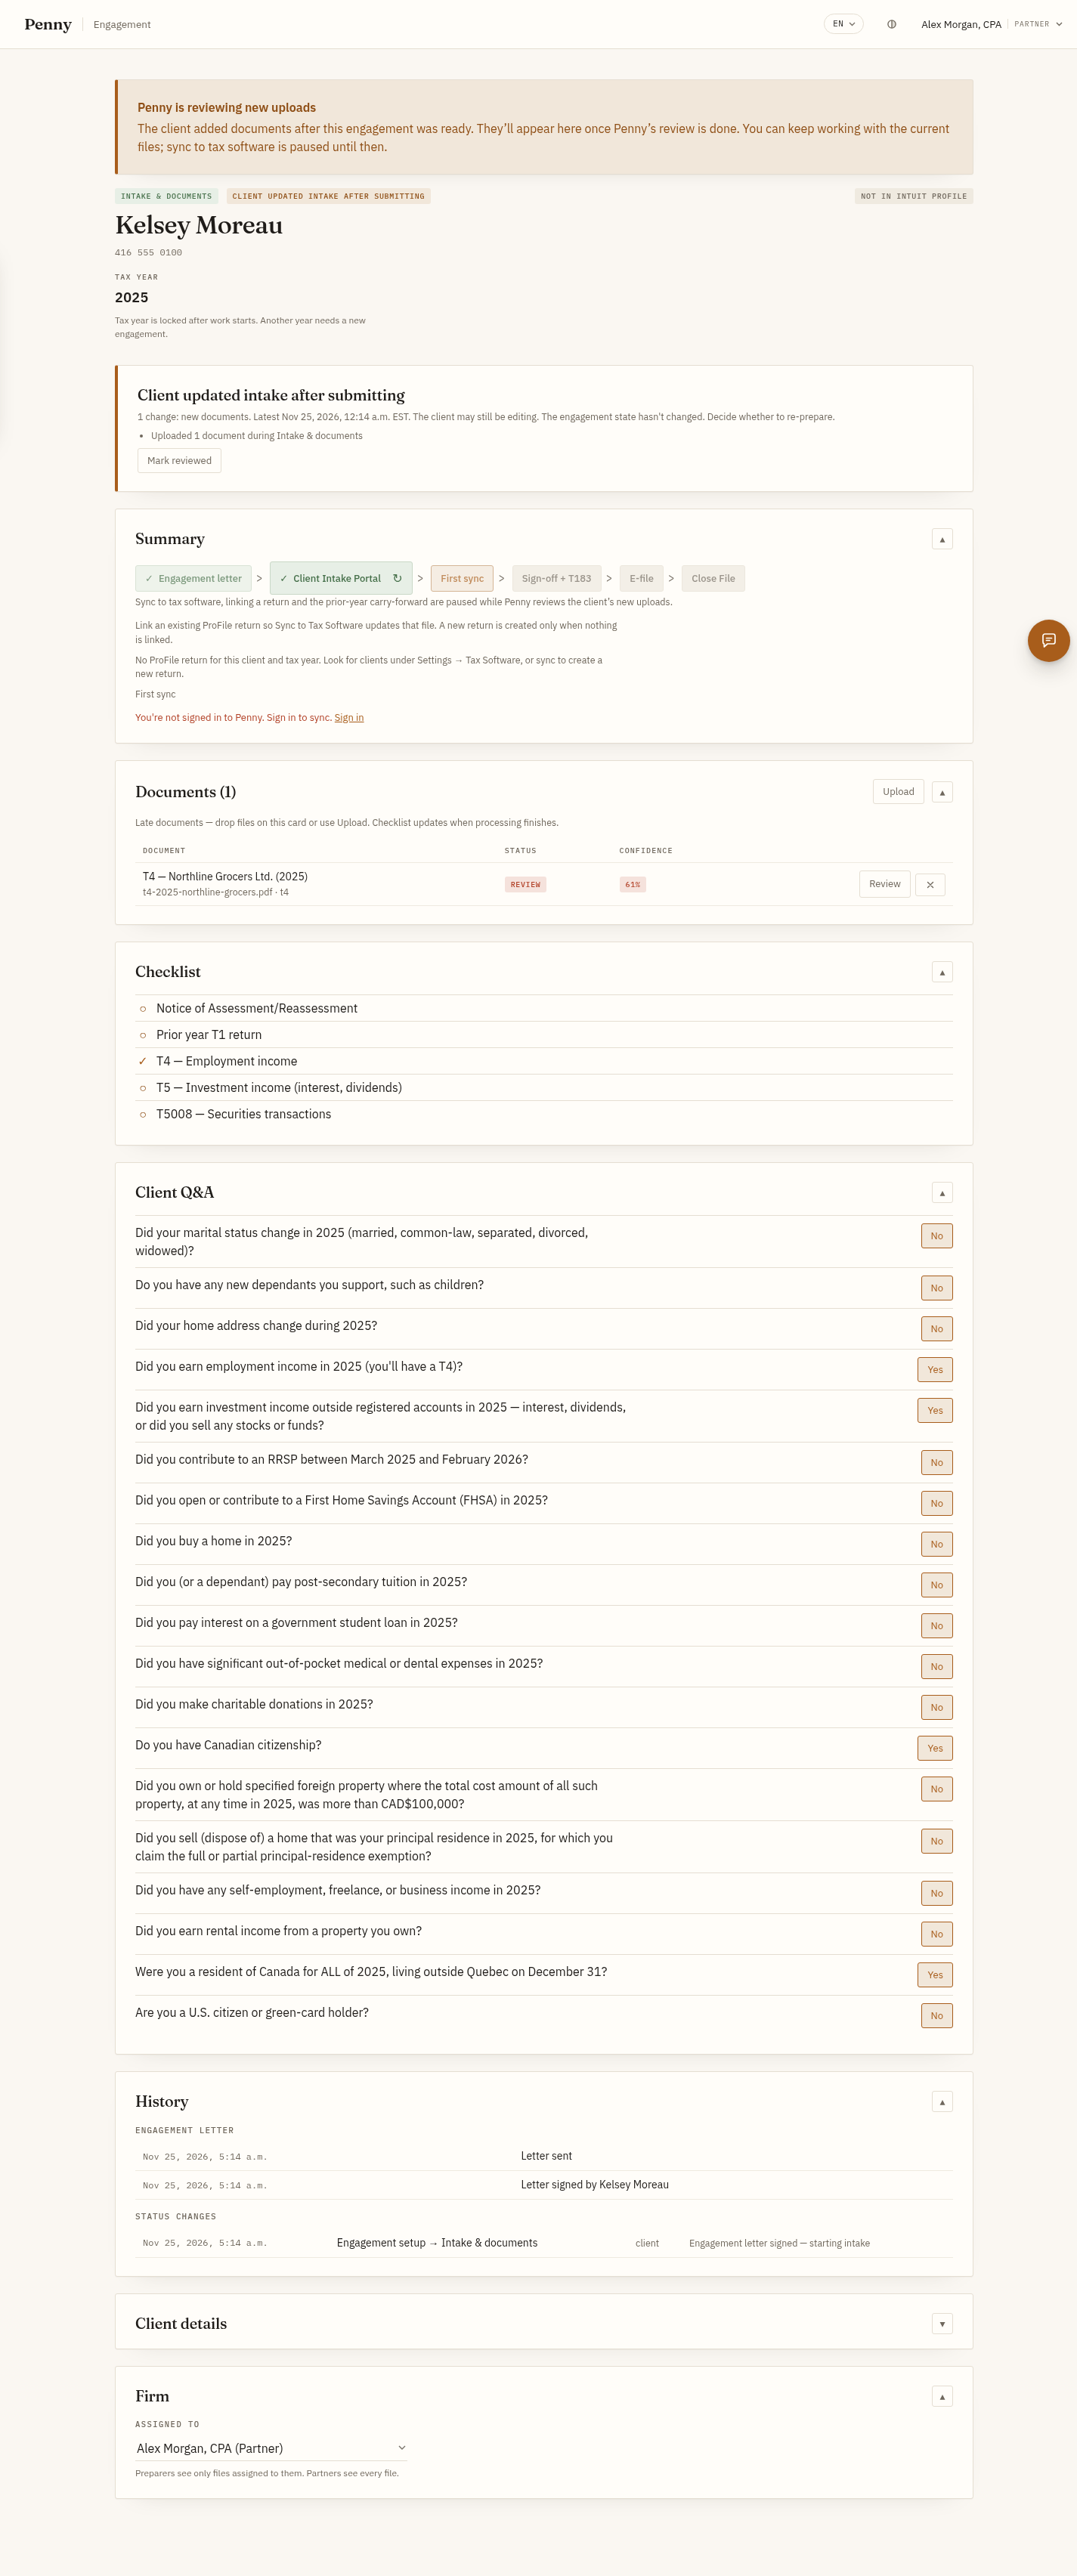 Penny
Engagement
EN
Alex Morgan, CPA
PARTNER
Penny is reviewing new uploads
The client added documents after this engagement was ready. They’ll appear here once Penny’s review is done. You can keep working with the current
files; sync to tax software is paused until then.
INTAKE & DOCUMENTS
CLIENT UPDATED INTAKE AFTER SUBMITTING
NOT IN INTUIT PROFILE
Kelsey Moreau
416 555 0100
TAX YEAR
2025
Tax year is locked after work starts. Another year needs a new
engagement.
Client updated intake after submitting
1 change: new documents. Latest Nov 25, 2026, 12:14 a.m. EST. The client may still be editing. The engagement state hasn't changed. Decide whether to re-prepare.
• Uploaded 1 document during Intake & documents
Mark reviewed
Summary
✓ Engagement letter > ✓ Client Intake Portal ↻ > First sync > Sign-off + T183 > E-file > Close File
Sync to tax software, linking a return and the prior-year carry-forward are paused while Penny reviews the client’s new uploads.
Link an existing ProFile return so Sync to Tax Software updates that file. A new return is created only when nothing
is linked.
No ProFile return for this client and tax year. Look for clients under Settings → Tax Software, or sync to create a
new return.
First sync
You’re not signed in to Penny. Sign in to sync. Sign in
Documents (1)
Upload
Late documents — drop files on this card or use Upload. Checklist updates when processing finishes.
DOCUMENT STATUS CONFIDENCE
T4 — Northline Grocers Ltd. (2025)
t4-2025-northline-grocers.pdf · t4
REVIEW
61%
Review
Checklist
Notice of Assessment/Reassessment
Prior year T1 return
✓ T4 — Employment income
T5 — Investment income (interest, dividends)
T5008 — Securities transactions
Client Q&A
Did your marital status change in 2025 (married, common-law, separated, divorced,
widowed)?
No
Do you have any new dependants you support, such as children?
No
Did your home address change during 2025?
No
Did you earn employment income in 2025 (you'll have a T4)?
Yes
Did you earn investment income outside registered accounts in 2025 — interest, dividends,
or did you sell any stocks or funds?
Yes
Did you contribute to an RRSP between March 2025 and February 2026?
No
Did you open or contribute to a First Home Savings Account (FHSA) in 2025?
No
Did you buy a home in 2025?
No
Did you (or a dependant) pay post-secondary tuition in 2025?
No
Did you pay interest on a government student loan in 2025?
No
Did you have significant out-of-pocket medical or dental expenses in 2025?
No
Did you make charitable donations in 2025?
No
Do you have Canadian citizenship?
Yes
Did you own or hold specified foreign property where the total cost amount of all such
property, at any time in 2025, was more than CAD$100,000?
No
Did you sell (dispose of) a home that was your principal residence in 2025, for which you
claim the full or partial principal-residence exemption?
No
Did you have any self-employment, freelance, or business income in 2025?
No
Did you earn rental income from a property you own?
No
Were you a resident of Canada for ALL of 2025, living outside Quebec on December 31?
Yes
Are you a U.S. citizen or green-card holder?
No
History
ENGAGEMENT LETTER
Nov 25, 2026, 5:14 a.m. Letter sent
Nov 25, 2026, 5:14 a.m. Letter signed by Kelsey Moreau
STATUS CHANGES
Nov 25, 2026, 5:14 a.m. Engagement setup → Intake & documents client Engagement letter signed — starting intake
Client details
Firm
ASSIGNED TO
Alex Morgan, CPA (Partner)
Preparers see only files assigned to them. Partners see every file.